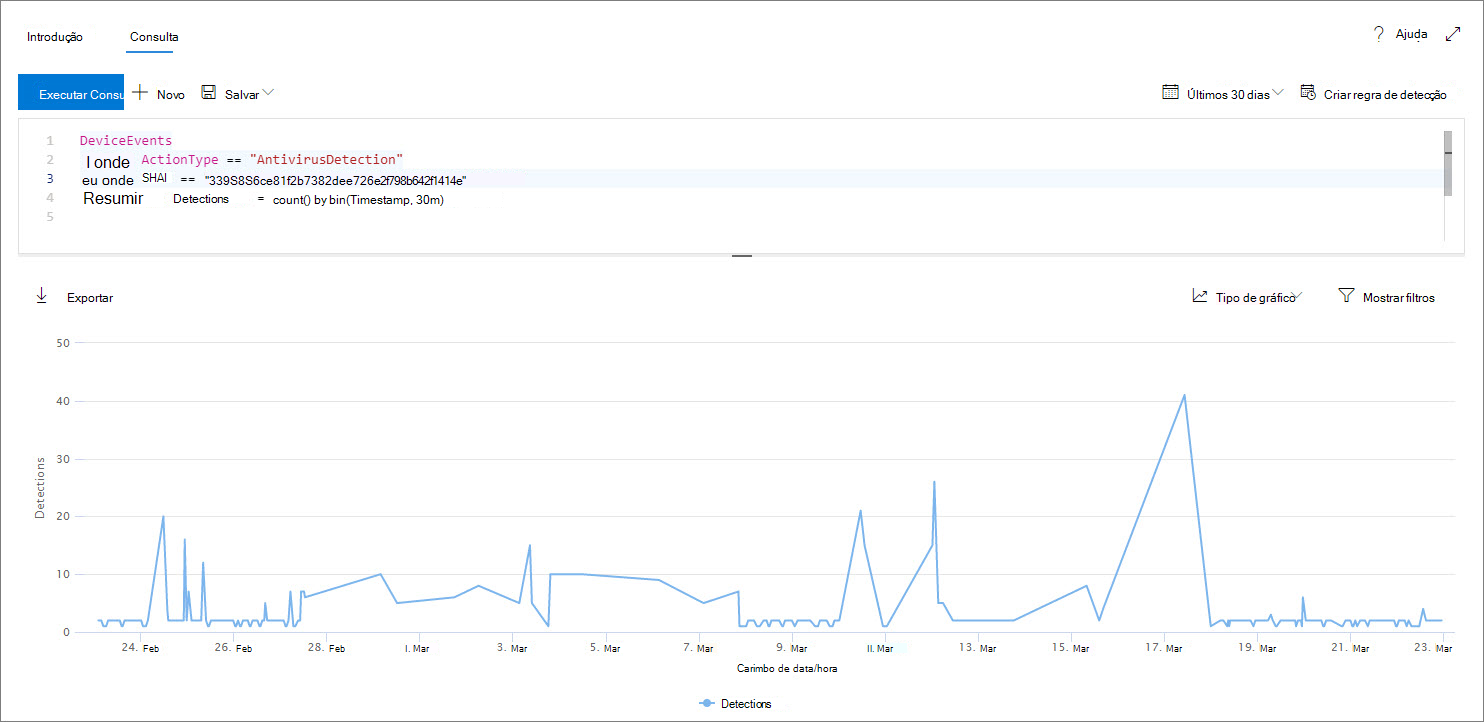 Introdução Consulta ? Ajuda
Executar Consu Novo Salvar Últimos 30 dias Criar regra de detecção
1 DeviceEvents
2 I onde ActionType == "AntivirusDetection"
3 eu onde SHAI == "339S8S6ce81f2b7382dee726e2f798b642f1414e"
4 Resumir Detections = count() by bin(Timestamp, 30m)
5
Exportar Tipo de gráfico Mostrar filtros
50
40
30
20
10
0
Detections
24. Feb 26. Feb 28. Feb I. Mar 3. Mar 5. Mar 7. Mar 9. Mar II. Mar 13. Mar 15. Mar 17. Mar 19. Mar 21. Mar 23. Mar
Carimbo de data/hora
Detections